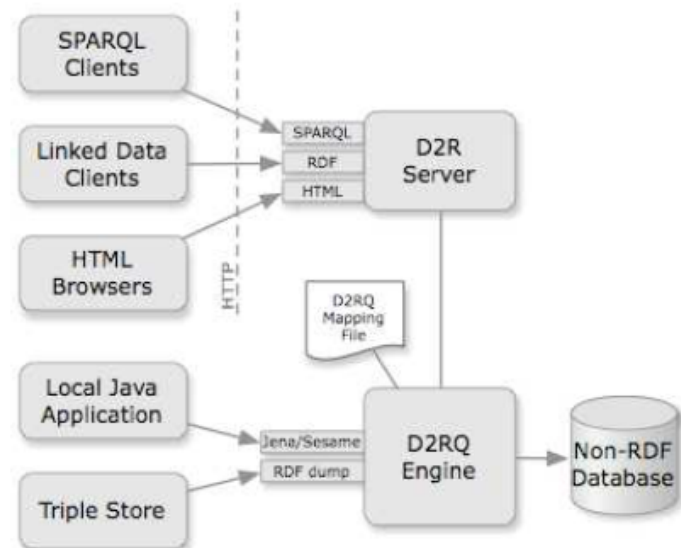 SPARQL
Clients
Linked Data
Clients
HTML
Browsers
HTTP
SPARQL
RDF
HTML
D2R
Server
D2RQ
Mapping
File
Local Java
Application
Triple Store
Jena/Sesame
RDF dump
D2RQ
Engine
Non-RDF
Database